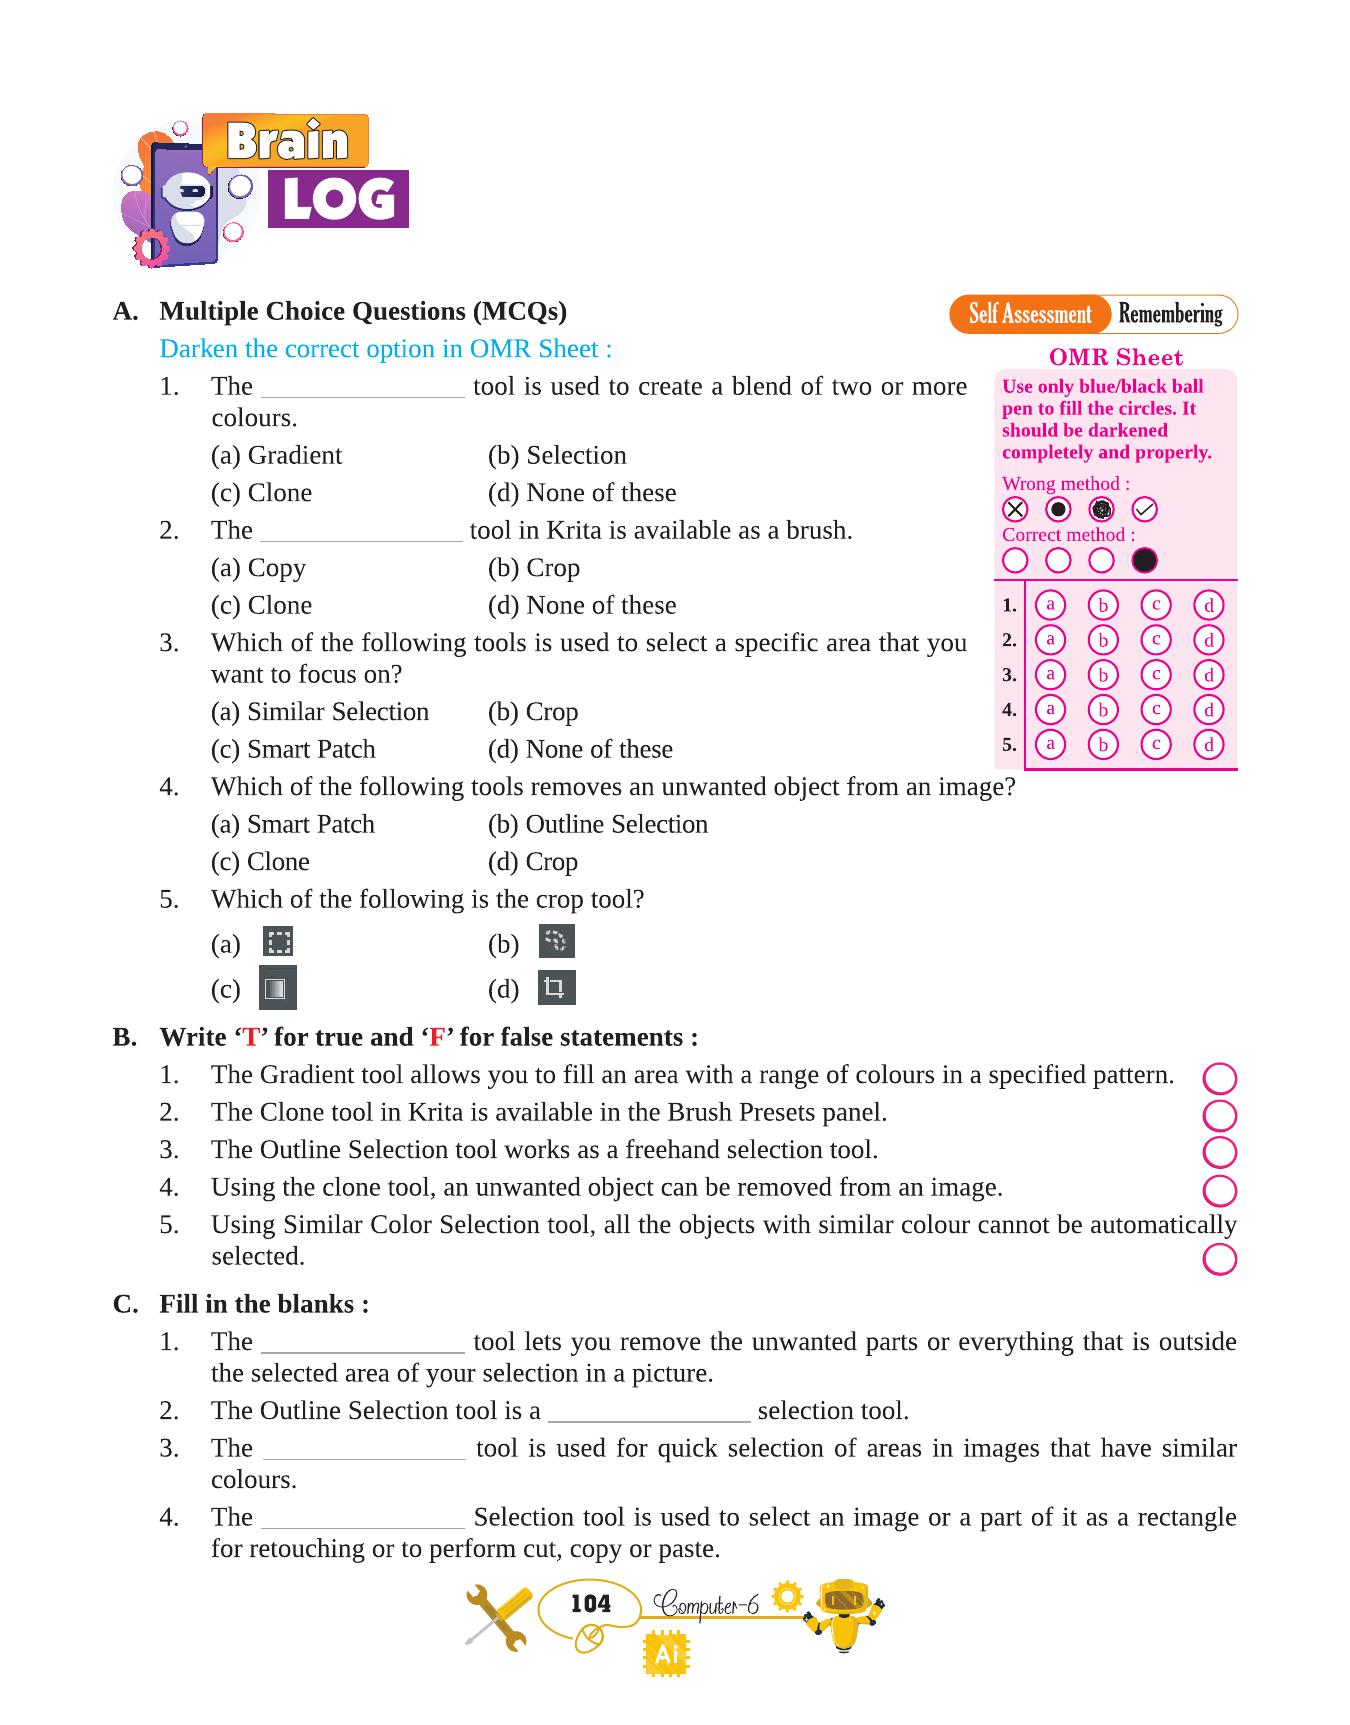 Brain
LOG
A. Multiple Choice Questions (MCQs)
Self Assessment Remembering
Darken the correct option in OMR Sheet :
1. The _______________ tool is used to create a blend of two or more
colours.
(a) Gradient (b) Selection
(c) Clone (d) None of these
2. The _______________ tool in Krita is available as a brush.
(a) Copy (b) Crop
(c) Clone (d) None of these
3. Which of the following tools is used to select a specific area that you
want to focus on?
(a) Similar Selection (b) Crop
(c) Smart Patch (d) None of these
4. Which of the following tools removes an unwanted object from an image?
(a) Smart Patch (b) Outline Selection
(c) Clone (d) Crop
5. Which of the following is the crop tool?
(a) (b)
(c) (d)
OMR Sheet
Use only blue/black ball
pen to fill the circles. It
should be darkened
completely and properly.
Wrong method :
Correct method :
1. a b c d
2. a b c d
3. a b c d
4. a b c d
5. a b c d
B. Write ‘T’ for true and ‘F’ for false statements :
1. The Gradient tool allows you to fill an area with a range of colours in a specified pattern.
2. The Clone tool in Krita is available in the Brush Presets panel.
3. The Outline Selection tool works as a freehand selection tool.
4. Using the clone tool, an unwanted object can be removed from an image.
5. Using Similar Color Selection tool, all the objects with similar colour cannot be automatically
selected.
C. Fill in the blanks :
1. The _______________ tool lets you remove the unwanted parts or everything that is outside
the selected area of your selection in a picture.
2. The Outline Selection tool is a _______________ selection tool.
3. The _______________ tool is used for quick selection of areas in images that have similar
colours.
4. The _______________ Selection tool is used to select an image or a part of it as a rectangle
for retouching or to perform cut, copy or paste.
104 Computer-6
Ai